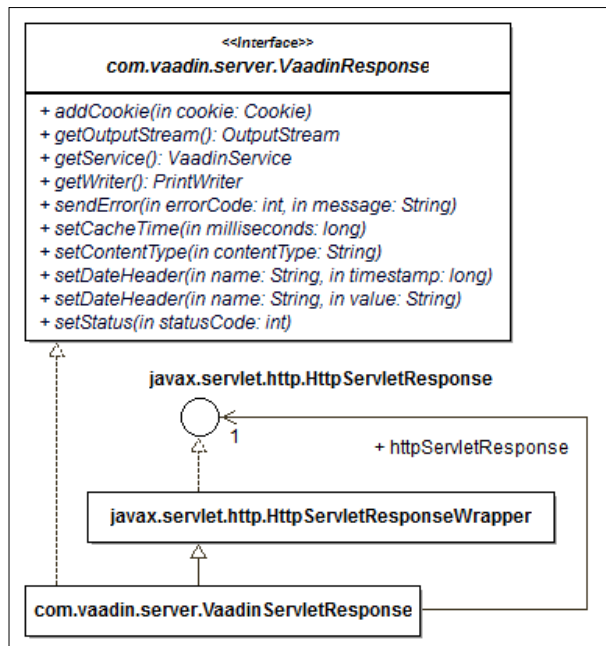 <<Interface>>
com.vaadin.server.VaadinResponse
+ addCookie(in cookie: Cookie)
+ getOutputStream(): OutputStream
+ getService(): VaadinService
+ getWriter(): PrintWriter
+ sendError(in errorCode: int, in message: String)
+ setCacheTime(in milliseconds: long)
+ setContentType(in contentType: String)
+ setDateHeader(in name: String, in timestamp: long)
+ setDateHeader(in name: String, in value: String)
+ setStatus(in statusCode: int)
javax.servlet.http.HttpServletResponse
1
+ httpServletResponse
javax.servlet.http.HttpServletResponseWrapper
com.vaadin.server.VaadinServletResponse